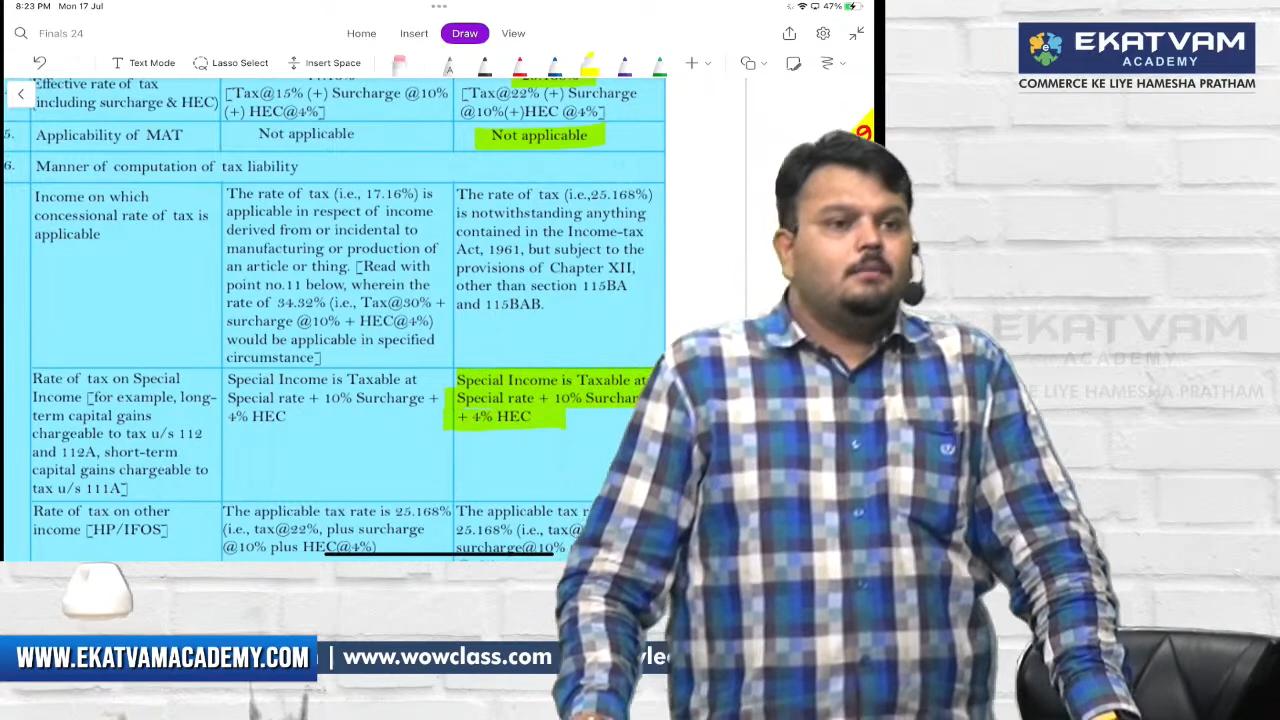 8:23 PM Mon 17 Jul
47%
Finals 24
Home Insert Draw View
Text Mode Lasso Select Insert Space
EKATVAM
ACADEMY
COMMERCE KE LIYE HAMESHA PRATHAM
Effective rate of tax
(including surcharge & HEC)
[Tax@15% (+) Surcharge @10%
(+) HEC@4%]
[Tax@22% (+) Surcharge
@10%(+)HEC @4%]
5. Applicability of MAT Not applicable Not applicable
6. Manner of computation of tax liability
Income on which
concessional rate of tax is
applicable
The rate of tax (i.e., 17.16%) is
applicable in respect of income
derived from or incidental to
manufacturing or production of
an article or thing. [Read with
point no.11 below, wherein the
rate of 34.32% (i.e., Tax@30% +
surcharge @10% + HEC@4%)
would be applicable in specified
circumstance]
The rate of tax (i.e.,25.168%)
is notwithstanding anything
contained in the Income-tax
Act, 1961, but subject to the
provisions of Chapter XII,
other than section 115BA
and 115BAB.
Rate of tax on Special
Income [for example, long-
term capital gains
chargeable to tax u/s 112
and 112A, short-term
capital gains chargeable to
tax u/s 111A]
Special Income is Taxable at
Special rate + 10% Surcharge +
4% HEC
Special Income is Taxable at
Special rate + 10% Surchar
+ 4% HEC
Rate of tax on other
income [HP/IFOS]
The applicable tax rate is 25.168%
(i.e., tax@22%, plus surcharge
@10% plus HEC@4%)
The applicable tax r
25.168% (i.e., tax@
surcharge@10%
EKATVAM
ACADEMY
KE LIYE HAMESHA PRATHAM
WWW.EKATVAMACADEMY.COM
| www.wowclass.com